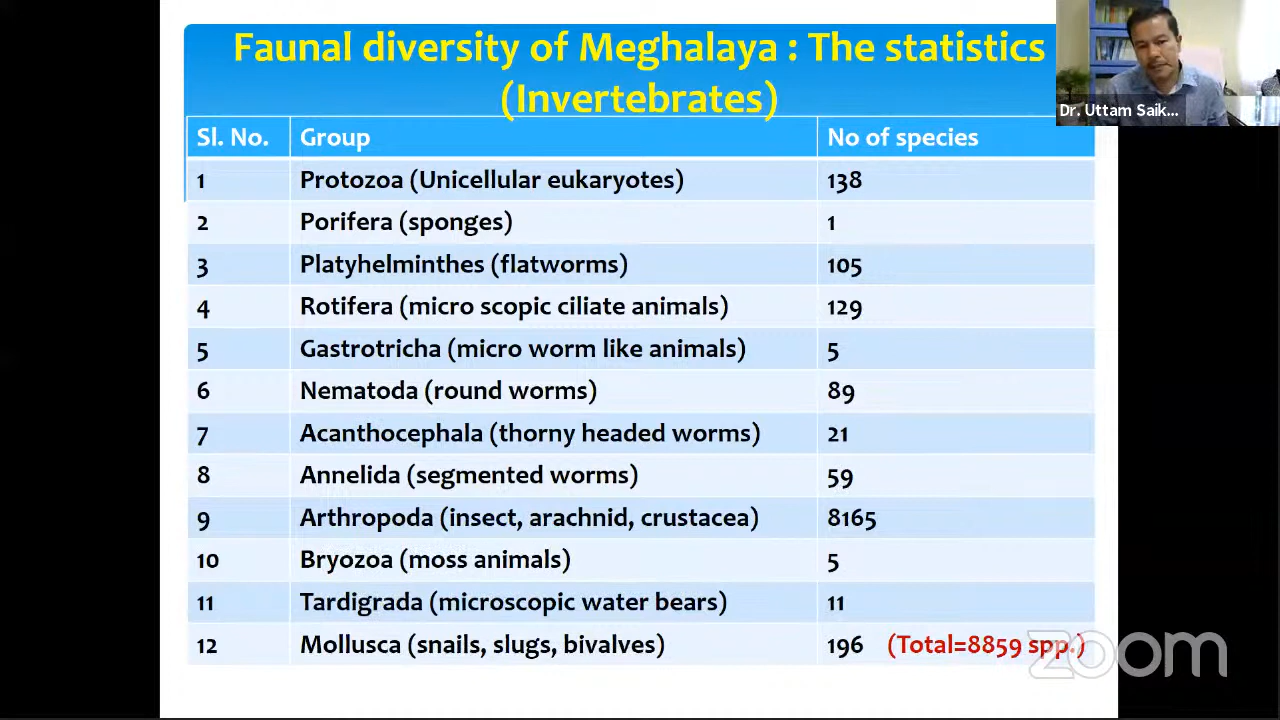 Faunal diversity of Meghalaya : The statistics
(Invertebrates)
Dr. Uttam Saik...
Sl. No. Group No of species
1 Protozoa (Unicellular eukaryotes) 138
2 Porifera (sponges) 1
3 Platyhelminthes (flatworms) 105
4 Rotifera (micro scopic ciliate animals) 129
5 Gastrotricha (micro worm like animals) 5
6 Nematoda (round worms) 89
7 Acanthocephala (thorny headed worms) 21
8 Annelida (segmented worms) 59
9 Arthropoda (insect, arachnid, crustacea) 8165
10 Bryozoa (moss animals) 5
11 Tardigrada (microscopic water bears) 11
12 Mollusca (snails, slugs, bivalves) 196 (Total=8859 spp.)
zoom